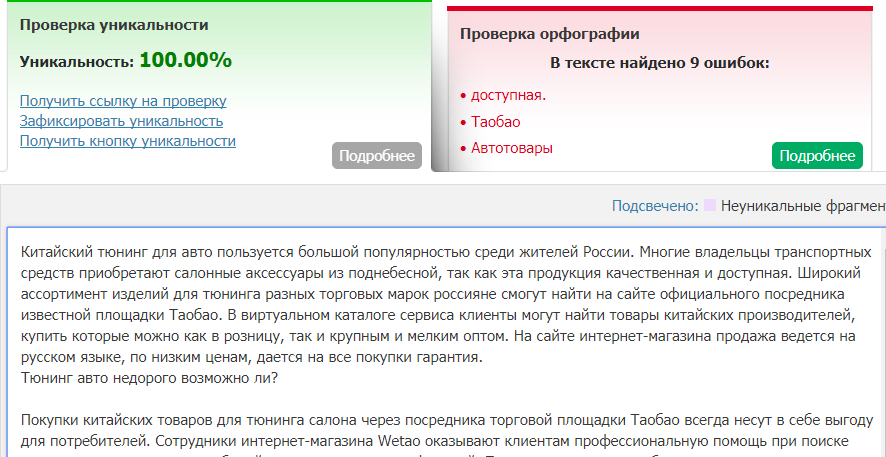 Проверка уникальности
Уникальность: 100.00%
Получить ссылку на проверку
Зафиксировать уникальность
Получить кнопку уникальности
Подробнее
Проверка орфографии
В тексте найдено 9 ошибок:
• доступная.
• Таобао
• Автотовары
Подробнее
Подсвечено: Неуникальные фрагмен
Китайский тюнинг для авто пользуется большой популярностью среди жителей России. Многие владельцы транспортных
средств приобретают салонные аксессуары из поднебесной, так как эта продукция качественная и доступная. Широкий
ассортимент изделий для тюнинга разных торговых марок россияне смогут найти на сайте официального посредника
известной площадки Таобао. В виртуальном каталоге сервиса клиенты могут найти товары китайских производителей,
купить которые можно как в розницу, так и крупным и мелким оптом. На сайте интернет-магазина продажа ведется на
русском языке, по низким ценам, дается на все покупки гарантия.
Тюнинг авто недорого возможно ли?
Покупки китайских товаров для тюнинга салона через посредника торговой площадки Таобао всегда несут в себе выгоду
для потребителей. Сотрудники интернет-магазина Wetao оказывают клиентам профессиональную помощь при поиске